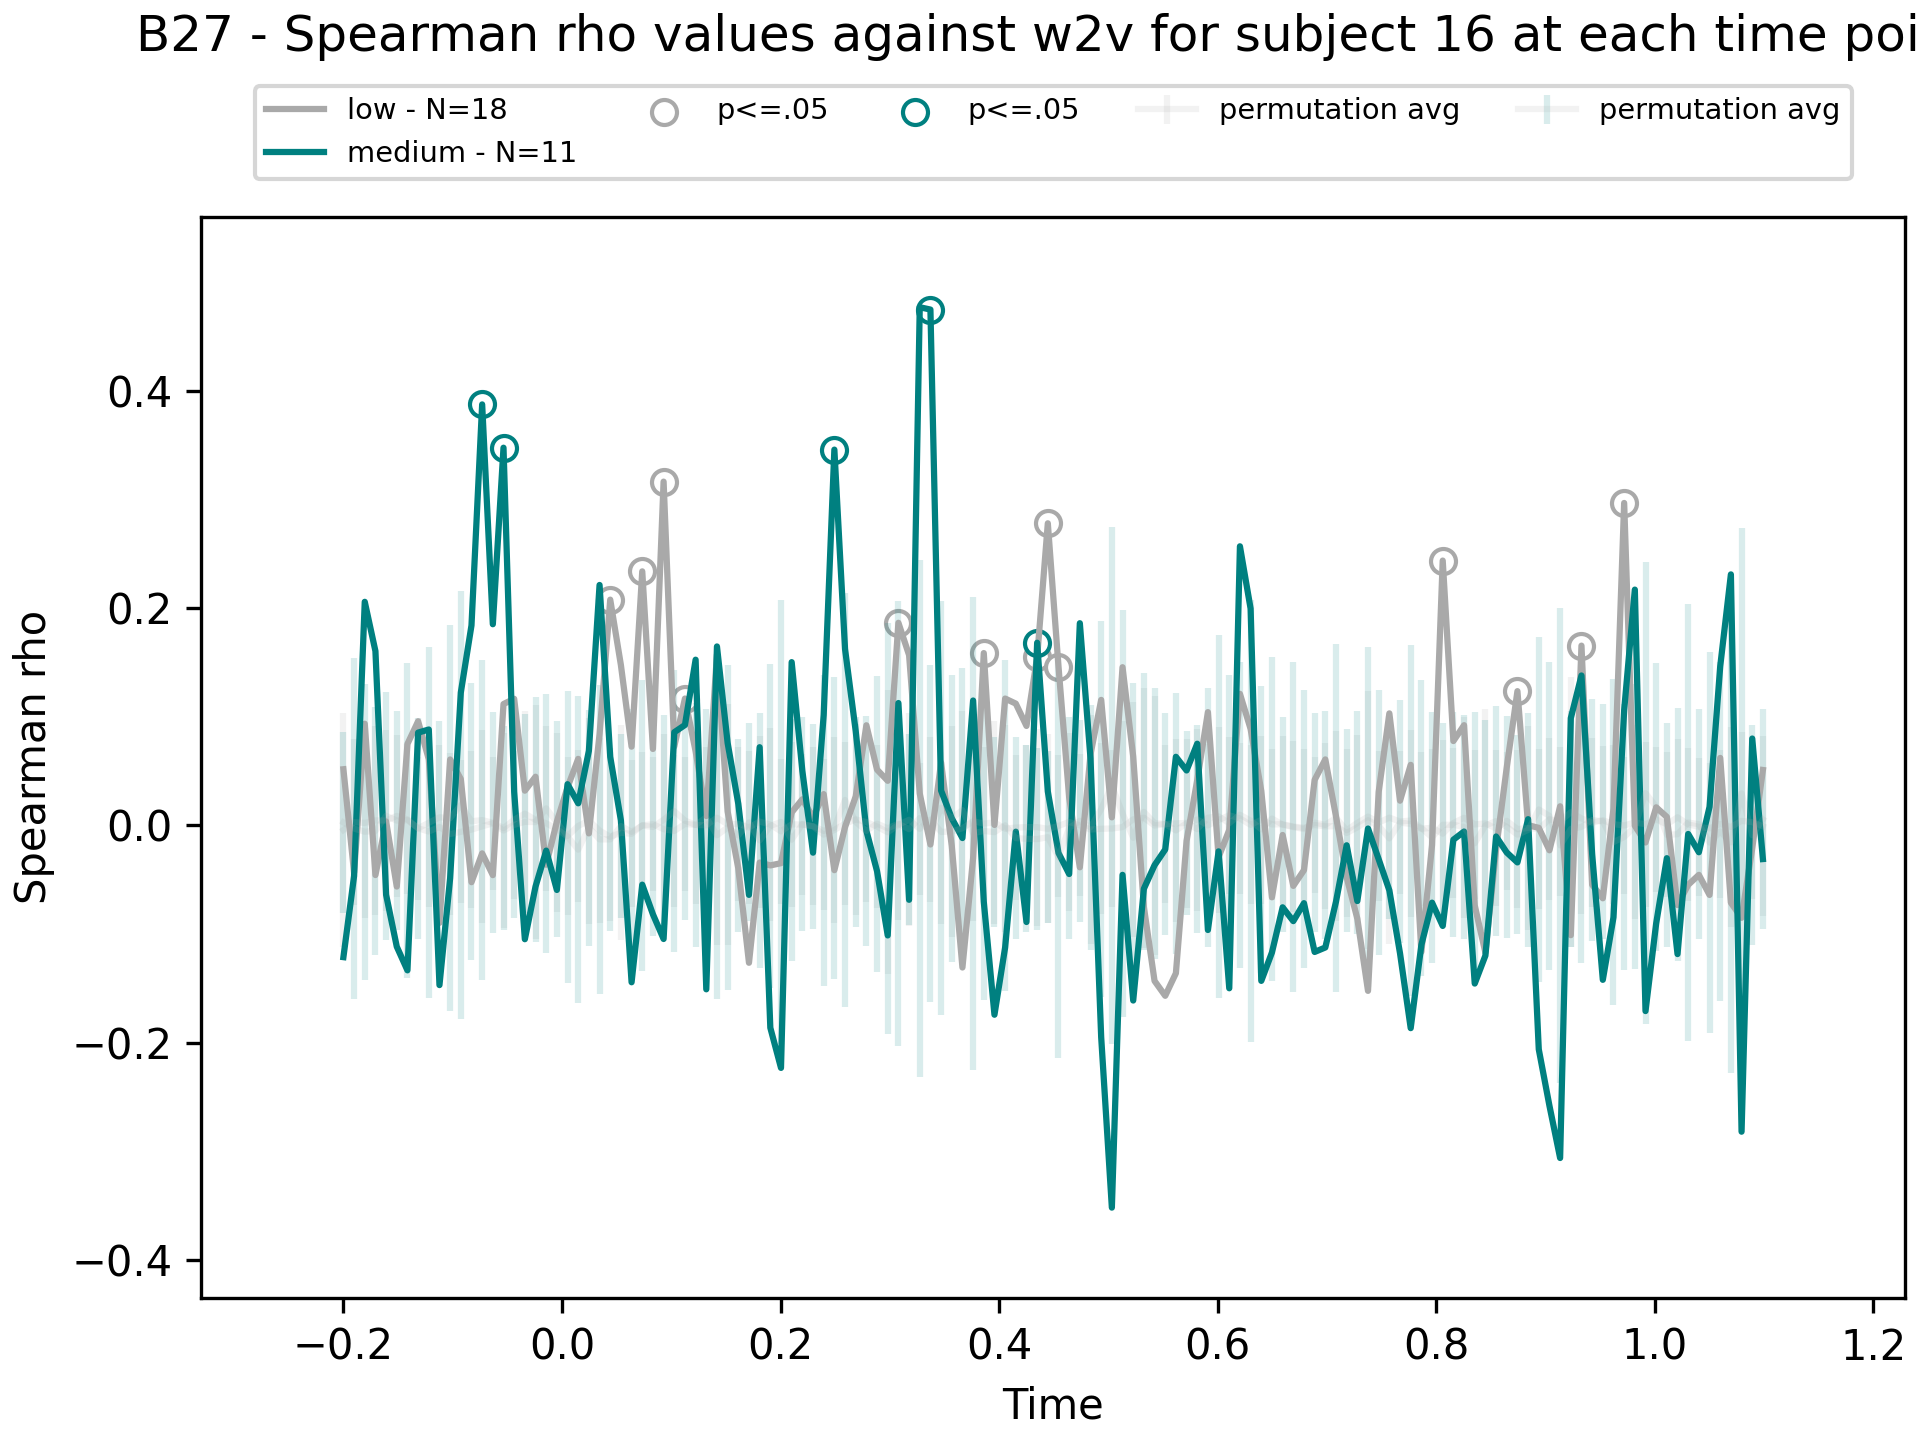 B27 - Spearman rho values against w2v for subject 16 at each time poi
low - N=18
medium - N=11
p<=.05
p<=.05
permutation avg
permutation avg
Spearman rho
0.4
0.2
0.0
−0.2
−0.4
−0.2
0.0
0.2
0.4
0.6
0.8
1.0
1.2
Time